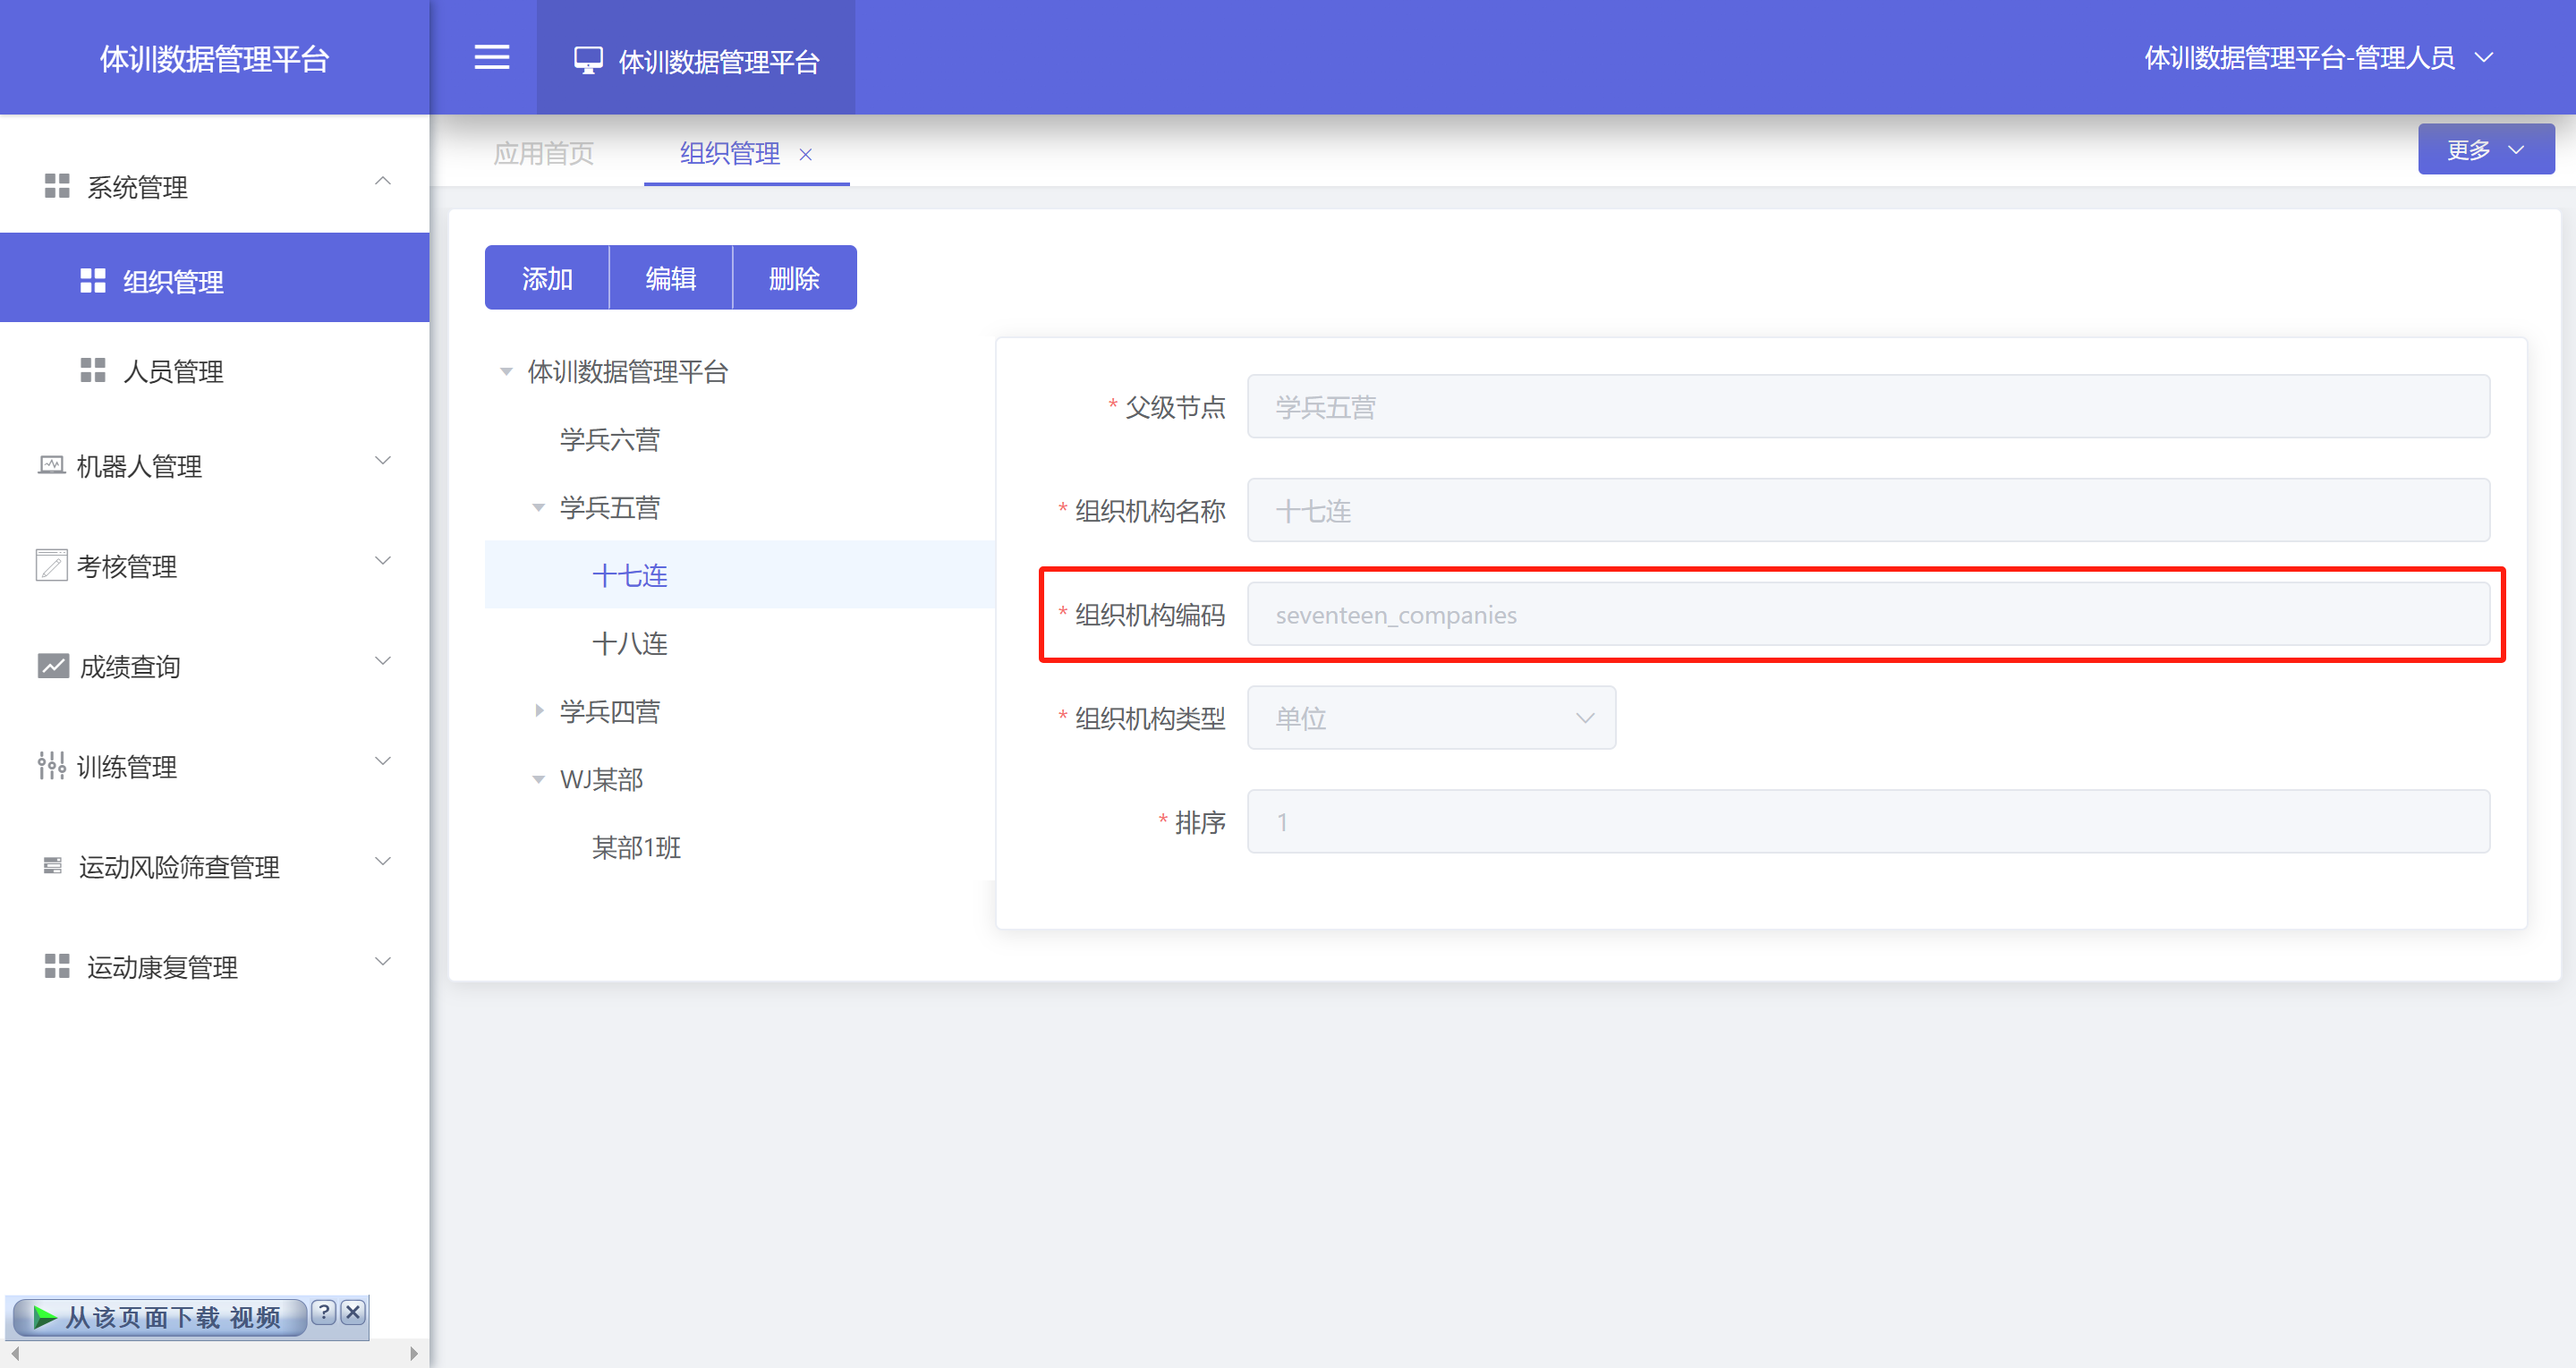 体训数据管理平台
体训数据管理平台
体训数据管理平台-管理人员
应用首页
组织管理
更多
系统管理
组织管理
人员管理
机器人管理
考核管理
成绩查询
训练管理
运动风险筛查管理
运动康复管理
添加
编辑
删除
体训数据管理平台
学兵六营
学兵五营
十七连
十八连
学兵四营
WJ某部
某部1班
* 父级节点 学兵五营
* 组织机构名称 十七连
* 组织机构编码 seventeen_companies
* 组织机构类型 单位
* 排序 1
从该页面下载 视频 ?